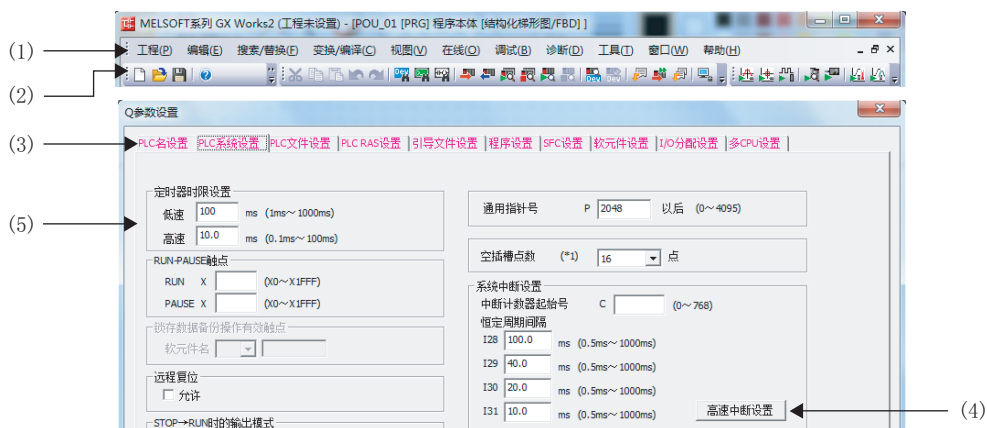 MELSOFT系列 GX Works2 (工程未设置) - [POU_01 [PRG] 程序本体 [结构化梯形图/FBD] ]
(1)
工程(P) 编辑(E) 搜索/替换(F) 变换/编译(C) 视图(V) 在线(O) 调试(B) 诊断(D) 工具(T) 窗口(W) 帮助(H)
(2)
Q参数设置
(3)
PLC名设置 PLC系统设置 PLC文件设置 PLC RAS设置 引导文件设置 程序设置 SFC设置 软元件设置 I/O分配设置 多CPU设置
(5)
定时器时限设置
低速 100 ms (1ms~1000ms)
高速 10.0 ms (0.1ms~100ms)
RUN-PAUSE触点
RUN X (X0~X1FFF)
PAUSE X (X0~X1FFF)
锁存数据备份操作有效触点
软元件名
远程复位
允许
STOP→RUN时的输出模式
通用指针号 P 2048 以后 (0~4095)
空插槽点数 (*1) 16 点
系统中断设置
中断计数器起始号 C (0~768)
恒定周期间隔
I28 100.0 ms (0.5ms~1000ms)
I29 40.0 ms (0.5ms~1000ms)
I30 20.0 ms (0.5ms~1000ms)
I31 10.0 ms (0.5ms~1000ms)
高速中断设置
(4)